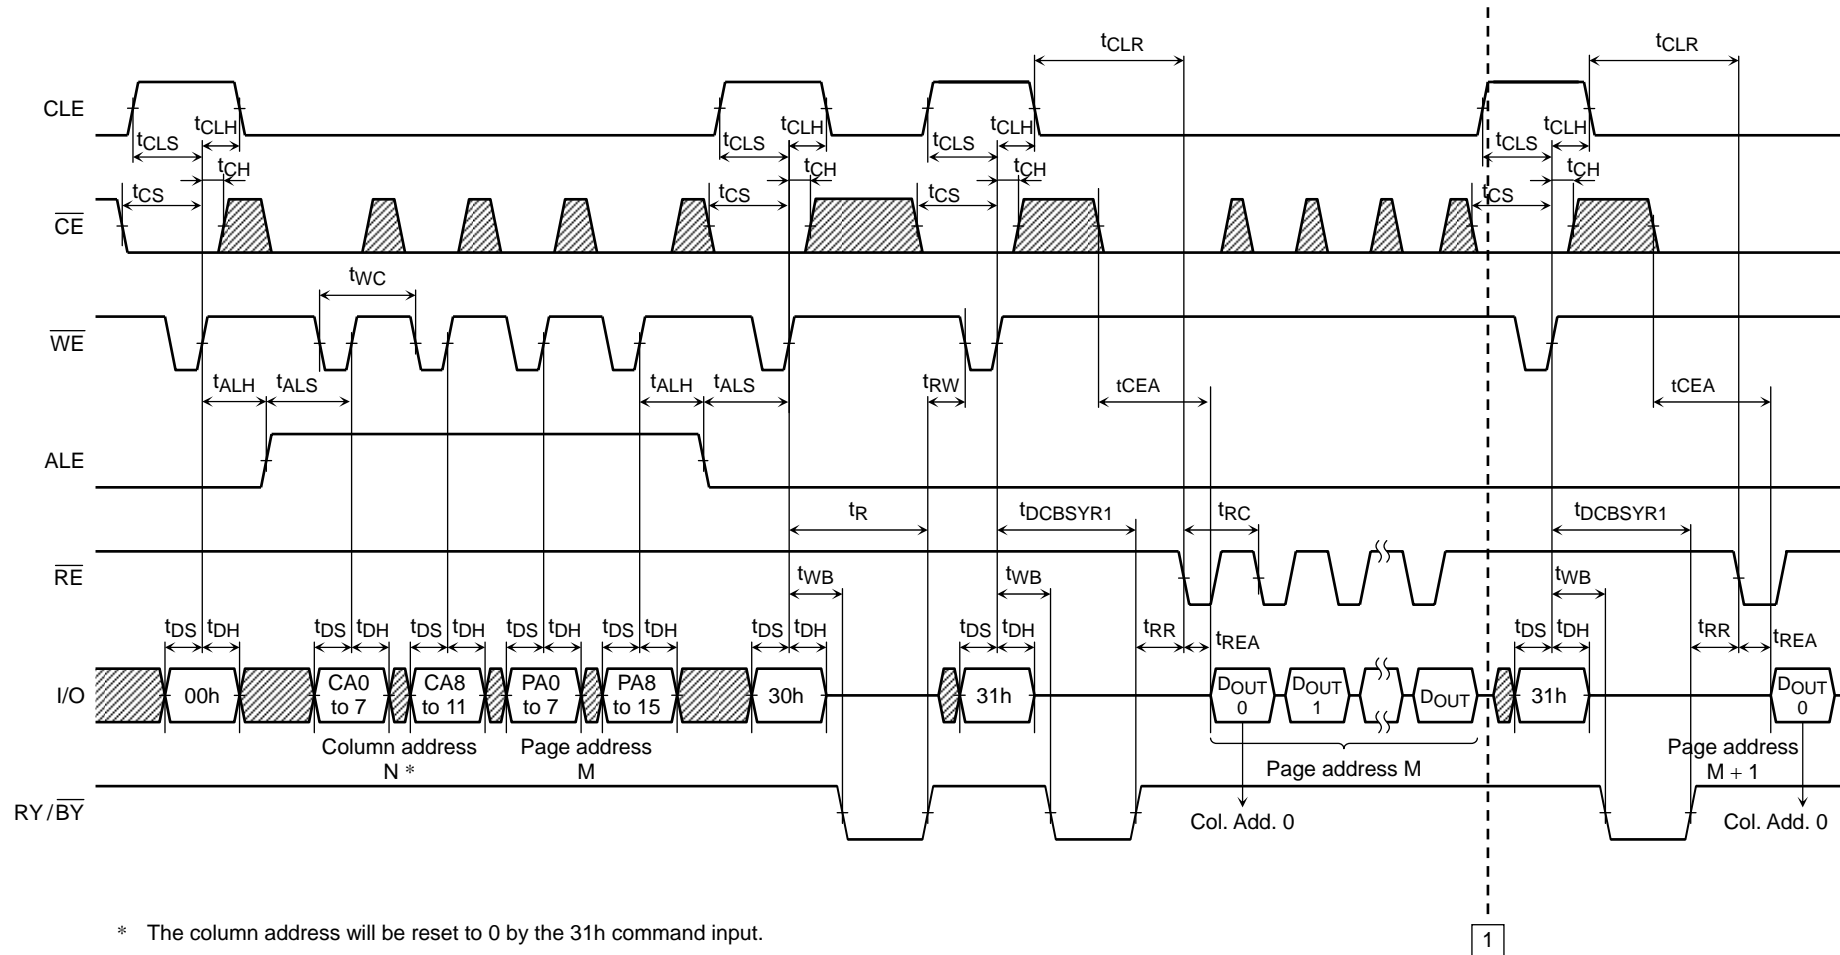 tCLR tCLR
CLE
tCLS tCLH tCLS tCLH tCLS tCLH tCLS tCLH
tCS tCH tCS tCH tCS tCH tCS tCH
CE
tWC
WE
tALH tALS tALH tALS tRW tCEA tCEA
ALE
tR tDCBSYR1 tRC tDCBSYR1
RE
tWB tWB tWB
tDS tDH tDS tDH tDS tDH tDS tDH tDS tDH tDS tDH tDS tDH tRR tREA tDS tDH tRR tREA
I/O
00h
CA0
to 7
CA8
to 11
PA0
to 7
PA8
to 15
30h
31h
DOUT
0
DOUT
1
DOUT
31h
DOUT
0
Column address
N *
Page address
M
Page address M
Page address
M + 1
RY/BY
Col. Add. 0
Col. Add. 0
* The column address will be reset to 0 by the 31h command input.
1